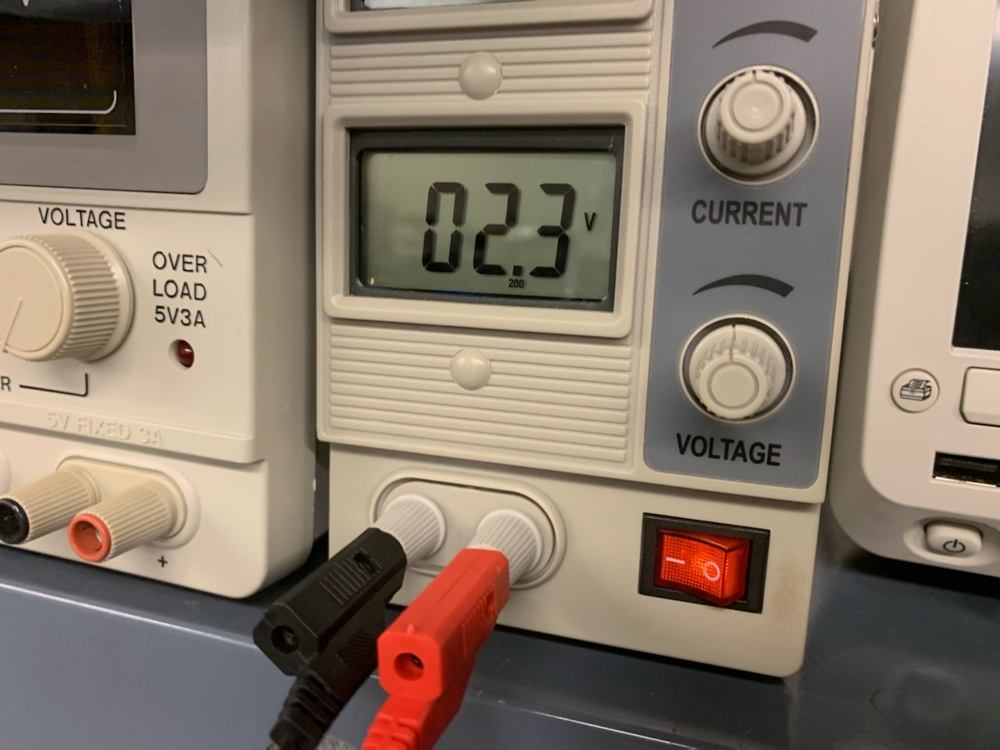 VOLTAGE
OVER
LOAD
5V3A
R
5V FIXED 3A
+
02.3 V
200
CURRENT
VOLTAGE